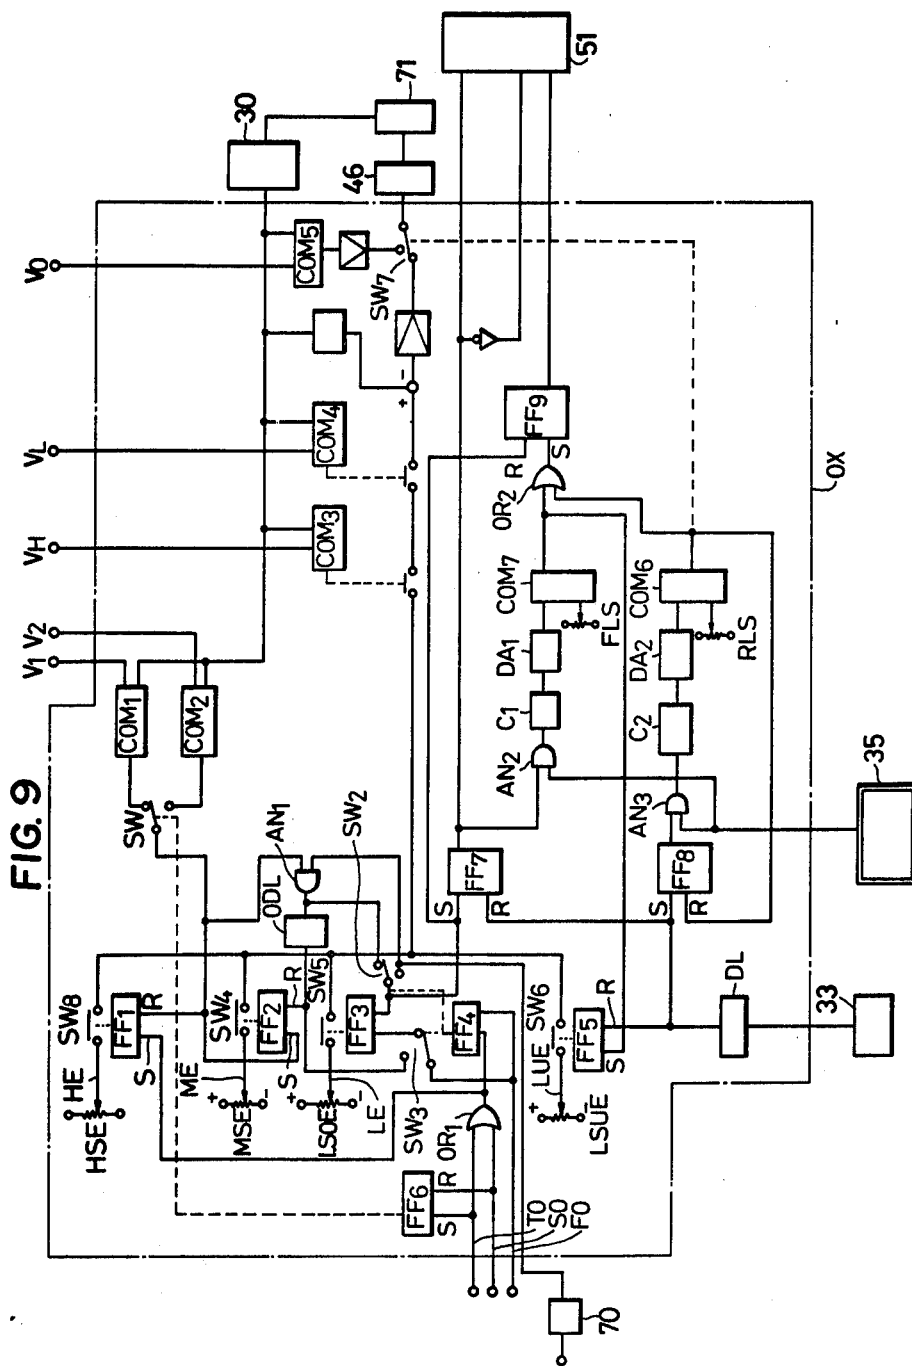 FIG. 9
V1
V2
VH
VL
VO
30
71
46
51
COM1
COM2
COM3
COM4
COM5
SW
SW7
+
-
HSE
HE
SW8
FF1
S
R
ME
SW4
MSE
+
-
FF2
S
R
ODL
AN1
SW2
SW5
LSOE
+
-
LE
FF3
SW3
FF4
OR1
FF6
S
R
TO
SO
FO
70
LSUE
+
-
LUE
SW6
FF5
S
R
DL
33
FF7
S
R
FF8
S
R
AN2
AN3
C1
C2
DA1
DA2
COM7
COM6
FLS
RLS
OR2
FF9
R
S
OX
35